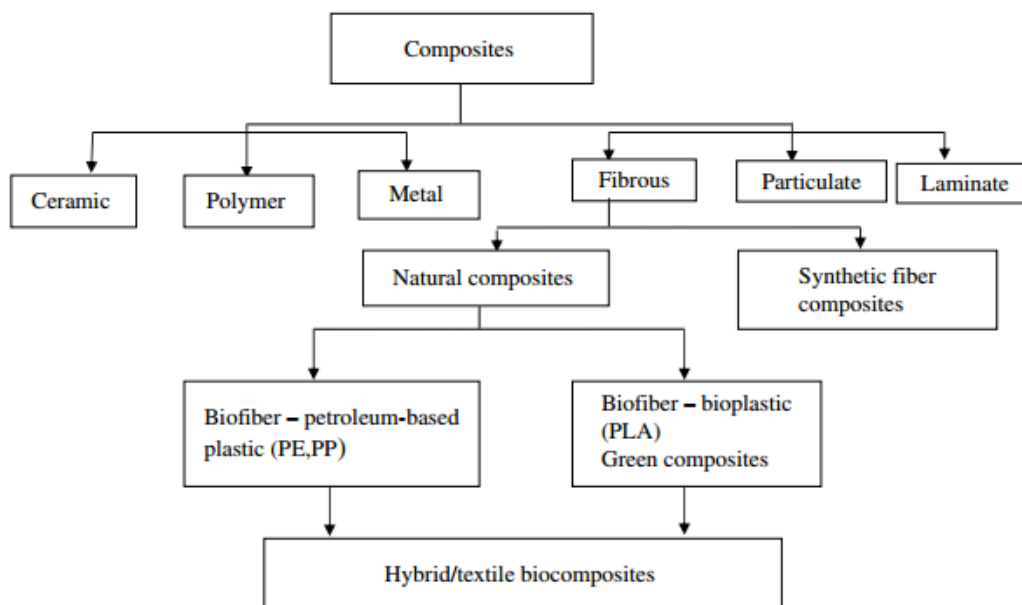 Composites
Ceramic
Polymer
Metal
Fibrous
Particulate
Laminate
Natural composites
Synthetic fiber
composites
Biofiber – petroleum-based
plastic (PE,PP)
Biofiber – bioplastic
(PLA)
Green composites
Hybrid/textile biocomposites